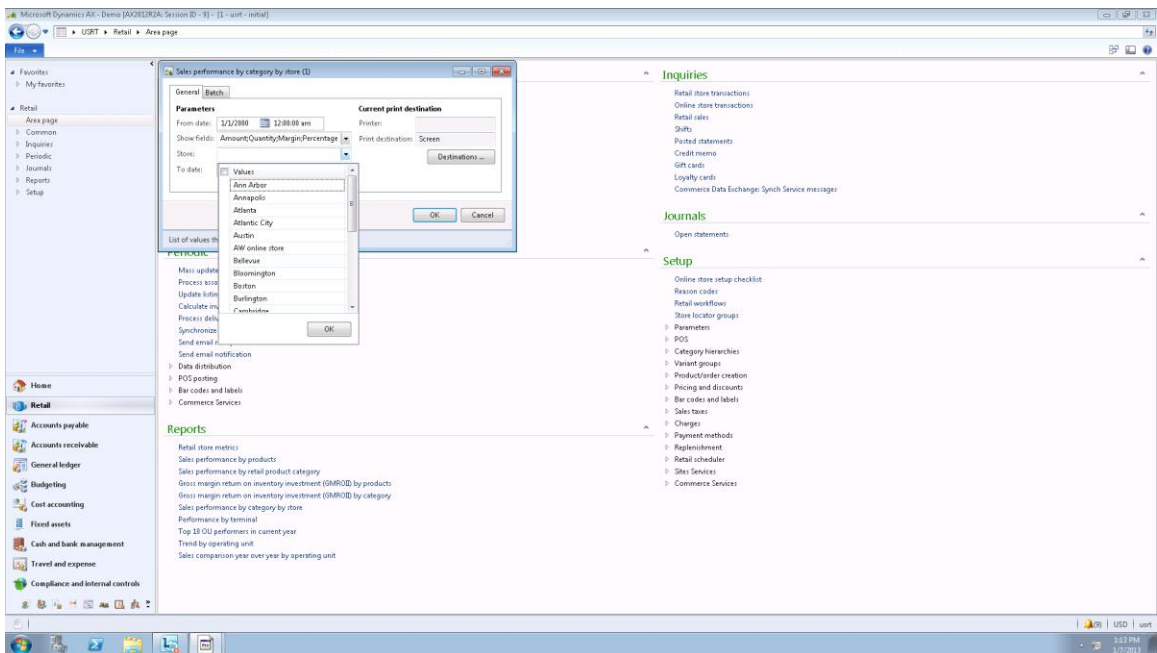 Microsoft Dynamics AX - Demo [AX2012R2A: Session ID - 9] - [1 - usrt - initial]
USRT ▸ Retail ▸ Area page
File
Favorites
My favorites
Retail
Area page
Common
Inquiries
Periodic
Journals
Reports
Setup
Home
Retail
Accounts payable
Accounts receivable
General ledger
Budgeting
Cost accounting
Fixed assets
Cash and bank management
Travel and expense
Compliance and internal controls
Sales performance by category by store (1)
General Batch
Parameters
From date: 1/1/2000 12:00:00 am
Show fields: Amount;Quantity;Margin;Percentage
Store:
To date:
Current print destination
Printer:
Print destination: Screen
Destinations ...
OK Cancel
List of values th
Values
Ann Arbor
Annapolis
Atlanta
Atlantic City
Austin
AW online store
Bellevue
Bloomington
Boston
Burlington
Cambridge
OK
Periodic
Mass update
Process asso
Update listin
Calculate inv
Process deliv
Synchronize
Send email
Send email notification
Data distribution
POS posting
Bar codes and labels
Commerce Services
Reports
Retail store metrics
Sales performance by products
Sales performance by retail product category
Gross margin return on inventory investment (GMROII) by products
Gross margin return on inventory investment (GMROII) by category
Sales performance by category by store
Performance by terminal
Top 10 OU performers in current year
Trend by operating unit
Sales comparison year over year by operating unit
Inquiries
Retail store transactions
Online store transactions
Retail sales
Shifts
Posted statements
Credit memo
Gift cards
Loyalty cards
Commerce Data Exchange: Synch Service messages
Journals
Open statements
Setup
Online store setup checklist
Reason codes
Retail workflows
Store locator groups
Parameters
POS
Category hierarchies
Variant groups
Product/order creation
Pricing and discounts
Bar codes and labels
Sales taxes
Charges
Payment methods
Replenishment
Retail scheduler
Sites Services
Commerce Services
(9) USD usrt
1:13 PM
1/7/2013